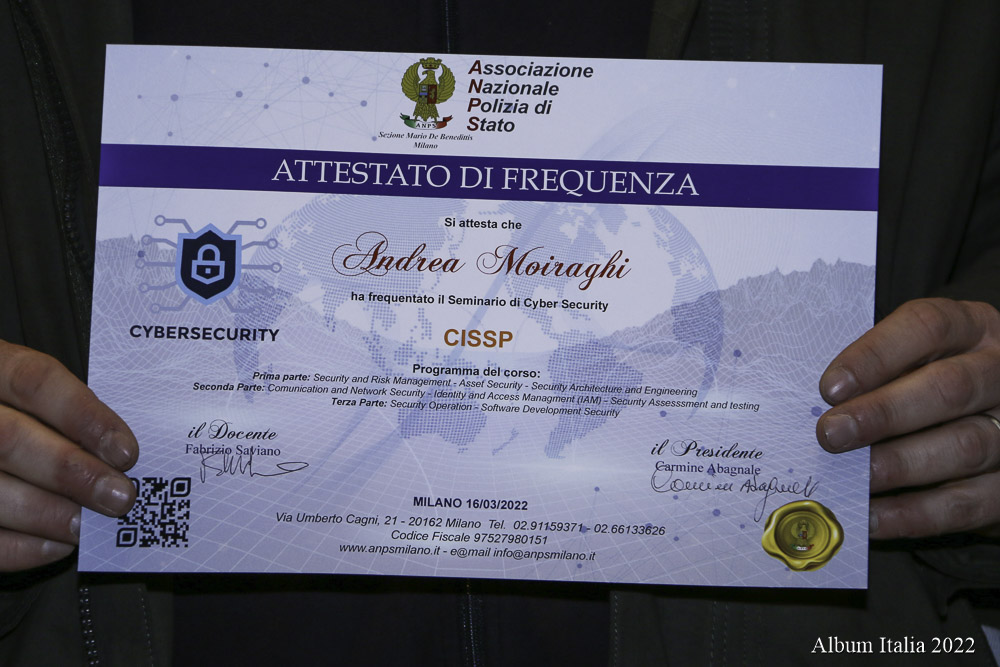 Associazione
Nazionale
Polizia di
Stato
ANPS
Sezione Mario De Benedittis
Milano
ATTESTATO DI FREQUENZA
Si attesta che
Andrea Moiraghi
ha frequentato il Seminario di Cyber Security
CYBERSECURITY
CISSP
Programma del corso:
Prima parte: Security and Risk Management - Asset Security - Security Architecture and Engineering
Seconda Parte: Comunication and Network Security - Identity and Access Managment (IAM) - Security Assesssment and testing
Terza Parte: Security Operation - Software Development Security
il Docente
Fabrizio Saviano
il Presidente
Carmine Abagnale
Carmine Abagnale
MILANO 16/03/2022
Via Umberto Cagni, 21 - 20162 Milano Tel. 02.91159371 - 02.66133626
Codice Fiscale 97527980151
www.anpsmilano.it - e@mail info@anpsmilano.it
Album Italia 2022